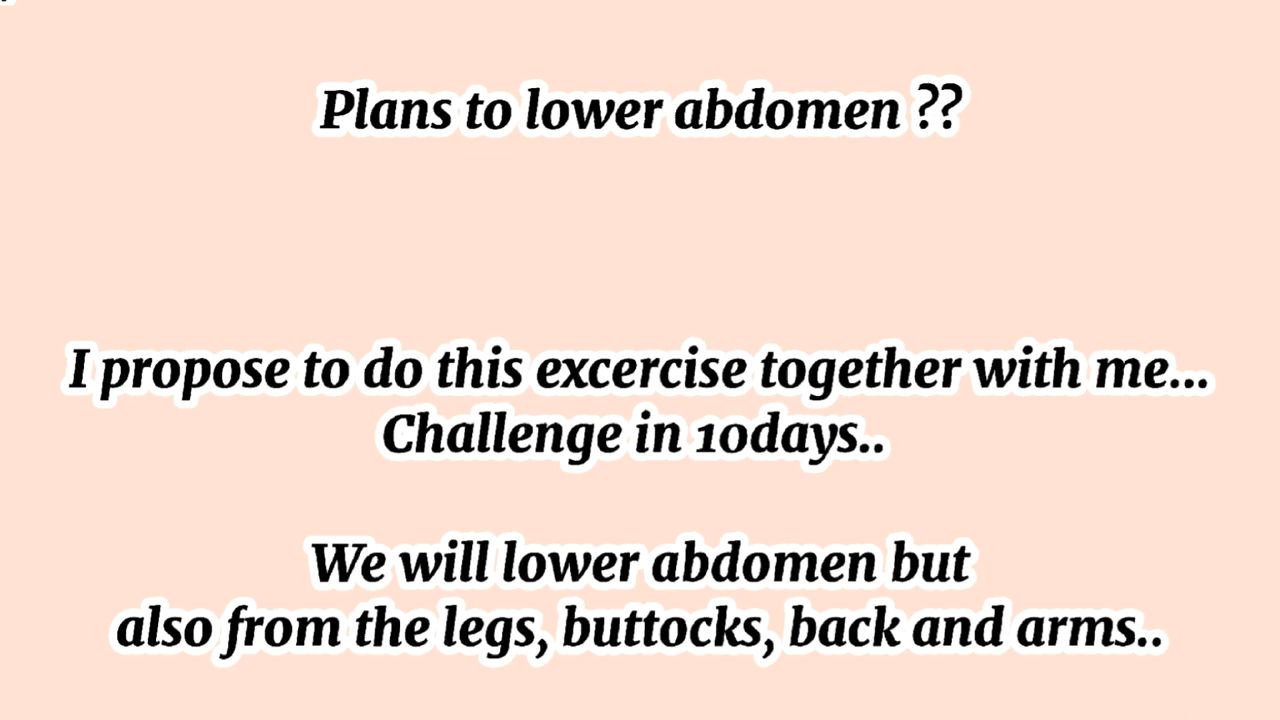 Plans to lower abdomen ??
I propose to do this excercise together with me...
Challenge in 10days..
We will lower abdomen but
also from the legs, buttocks, back and arms..